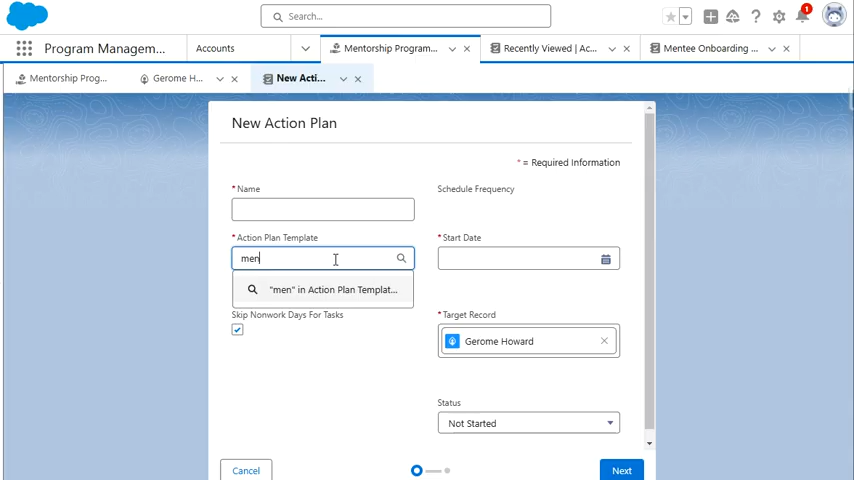 Search...
1
Program Managem...
Accounts
Mentorship Program...
Recently Viewed | Ac...
Mentee Onboarding ...
Mentorship Prog...
Gerome H...
New Acti...
New Action Plan
* = Required Information
* Name
Schedule Frequency
* Action Plan Template
* Start Date
men
"men" in Action Plan Templat...
Skip Nonwork Days For Tasks
* Target Record
Gerome Howard
Status
Not Started
Cancel
Next